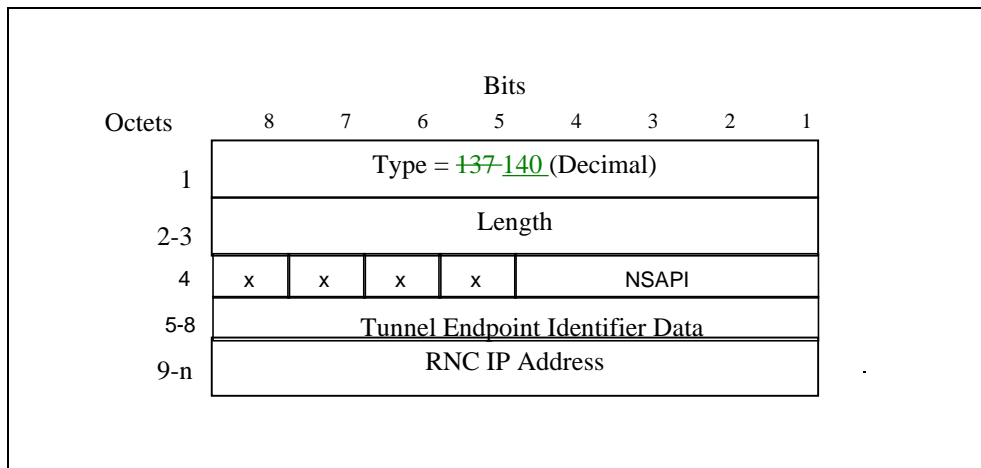 Bits
Octets 8 7 6 5 4 3 2 1
1 Type = 137 140 (Decimal)
2-3 Length
4 x x x x NSAPI
5-8 Tunnel Endpoint Identifier Data
9-n RNC IP Address .